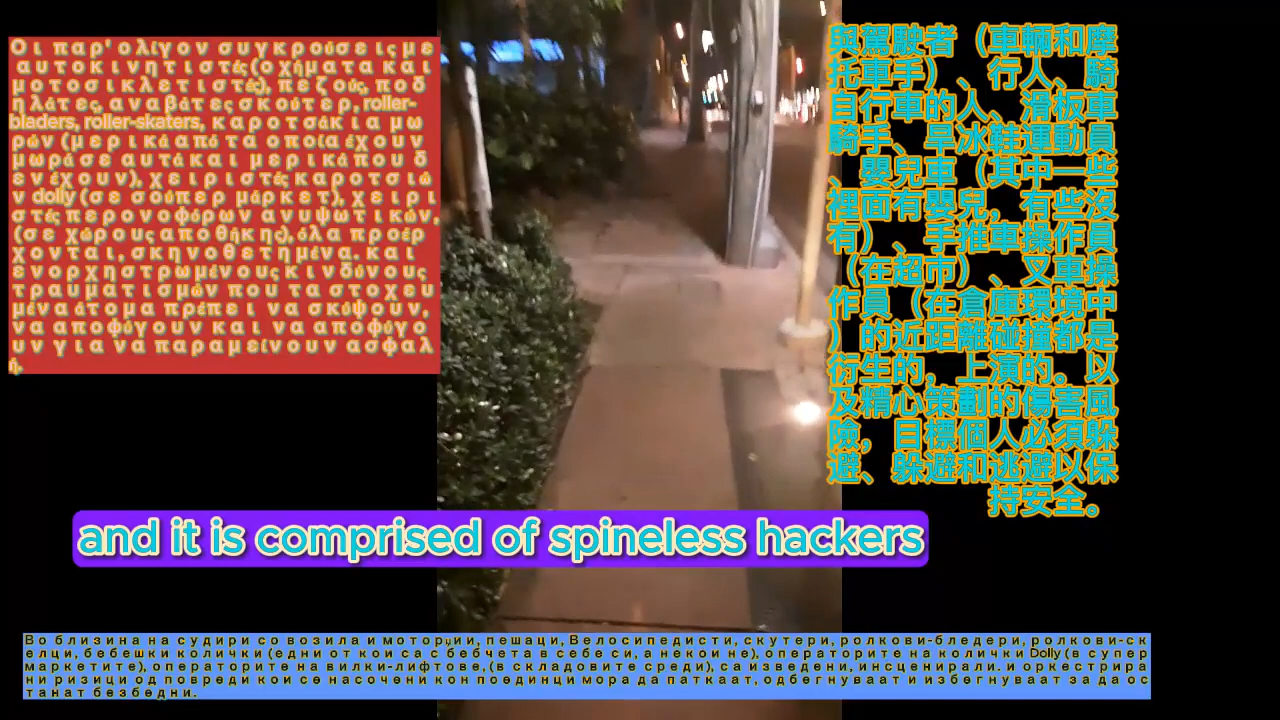 Οι παρ' ολίγον συγκρούσεις με
αυτοκινητιστές (οχήματα και
μοτοσικλετιστές), πεζούς, ποδ
ηλάτες, αναβάτες σκούτερ, roller-
bladers, roller-skaters, καροτσάκια μω
ρών (μερικά από τα οποία έχουν
μωρά σε αυτά και μερικά που δ
εν έχουν), χειριστές καροτσιώ
ν dolly (σε σούπερ μάρκετ), χειρι
στές περονοφόρων ανυψωτικών,
(σε χώρους αποθήκης), όλα προέρ
χονται, σκηνοθετημένα. και
ενορχηστρωμένους κινδύνους
τραυματισμών που τα στοχευ
μένα άτομα πρέπει να σκύψουν,
να αποφύγουν και να αποφύγο
υν για να παραμείνουν ασφαλ
ή.
與駕駛者（車輛和摩
托車手）、行人、騎
自行車的人、滑板車
騎手、旱冰鞋運動員
、嬰兒車（其中一些
裡面有嬰兒，有些沒
有）、手推車操作員
（在超市）、叉車操
作員（在倉庫環境中
）的近距離碰撞都是
衍生的，上演的。以
及精心策劃的傷害風
險，目標個人必須躲
避、躲避和逃避以保
持安全。
and it is comprised of spineless hackers
Во близина на судири со возила и моторџии, пешаци, Велосипедисти, скутери, ролкови-бледери, ролкови-ск
елци, бебешки колички (едни от кои са с бебчета в себе си, а некои не), операторите на колички Dolly (в супер
маркетите), операторите на вилки-лифтове, (в складовите среди), са изведени, инсценирали. и оркестрира
ни ризици од повреди кои се насочени кон поединци мора да паткаат, одбегнуваат и избегнуваат за да ос
танат безбедни.